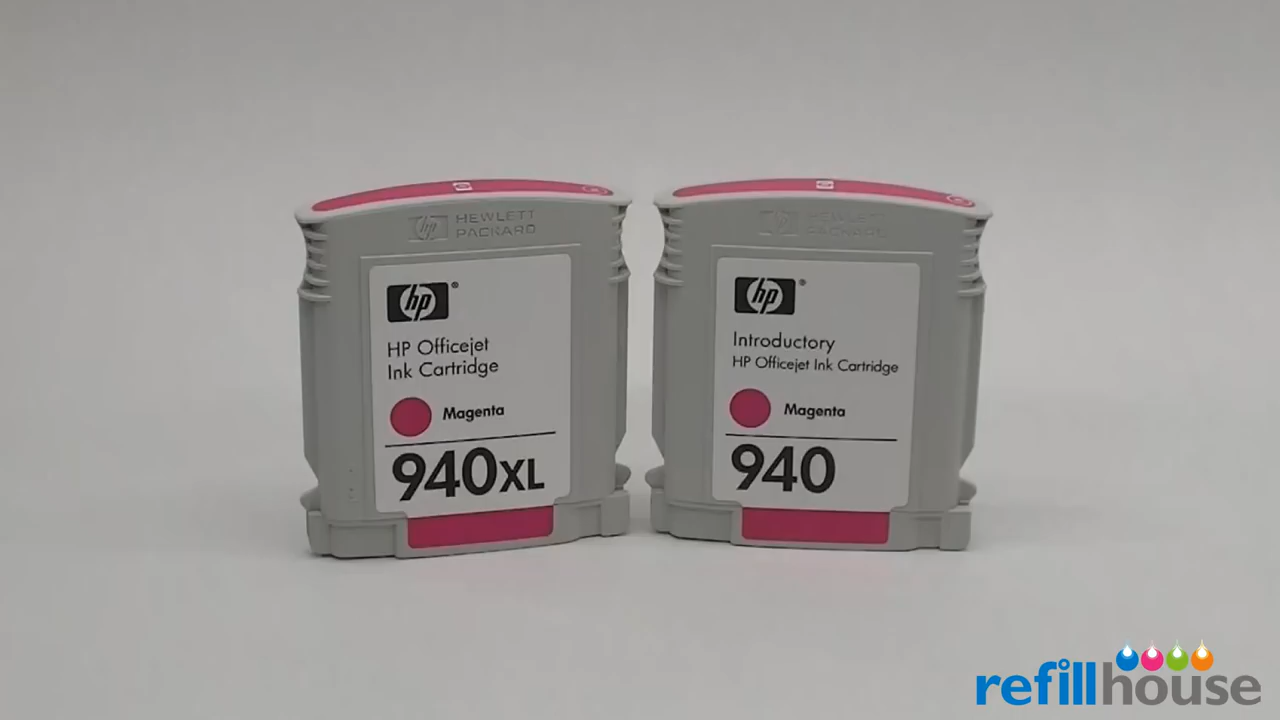 HEWLETT
PACKARD
hp®
HP Officejet
Ink Cartridge
Magenta
940XL
HEWLETT
PACKARD
hp®
Introductory
HP Officejet Ink Cartridge
Magenta
940
refillhouse